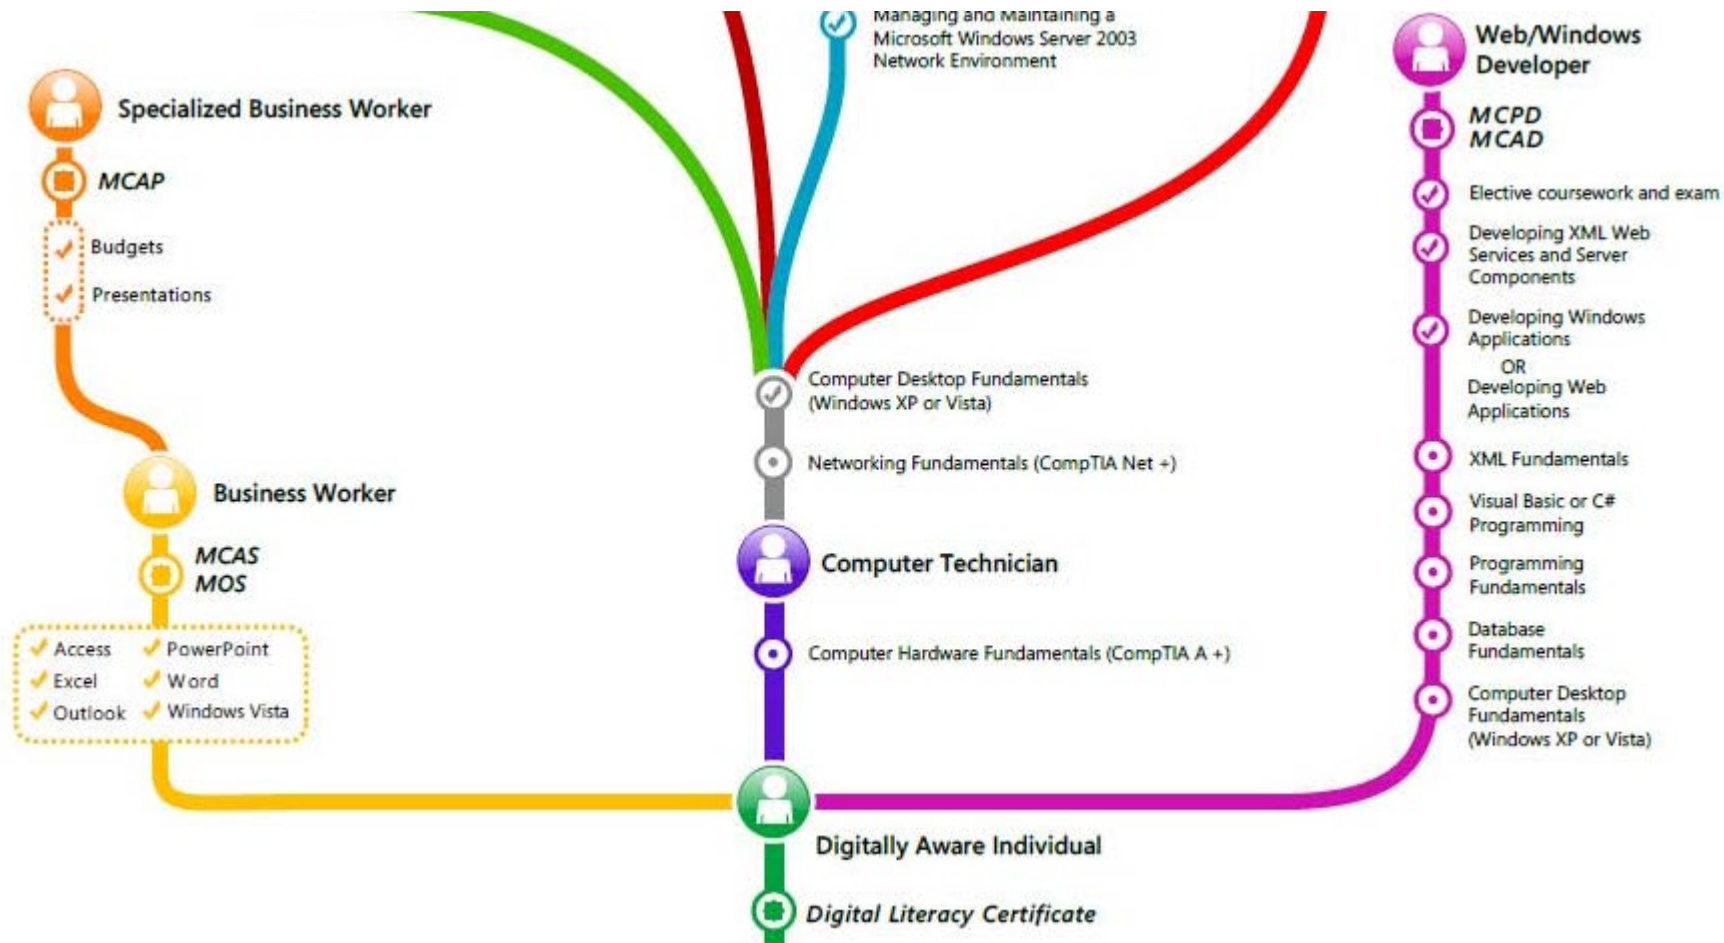 Managing and Maintaining a
Microsoft Windows Server 2003
Network Environment
Web/Windows
Developer
Specialized Business Worker
MCPD
MCAD
MCAP
Elective coursework and exam
Budgets
Developing XML Web
Services and Server
Components
Presentations
Developing Windows
Applications
OR
Developing Web
Applications
Computer Desktop Fundamentals
(Windows XP or Vista)
Networking Fundamentals (CompTIA Net +)
XML Fundamentals
Business Worker
Visual Basic or C#
Programming
MCAS
MOS
Computer Technician
Programming
Fundamentals
Access
PowerPoint
Excel
Word
Outlook
Windows Vista
Computer Hardware Fundamentals (CompTIA A +)
Database
Fundamentals
Computer Desktop
Fundamentals
(Windows XP or Vista)
Digitally Aware Individual
Digital Literacy Certificate